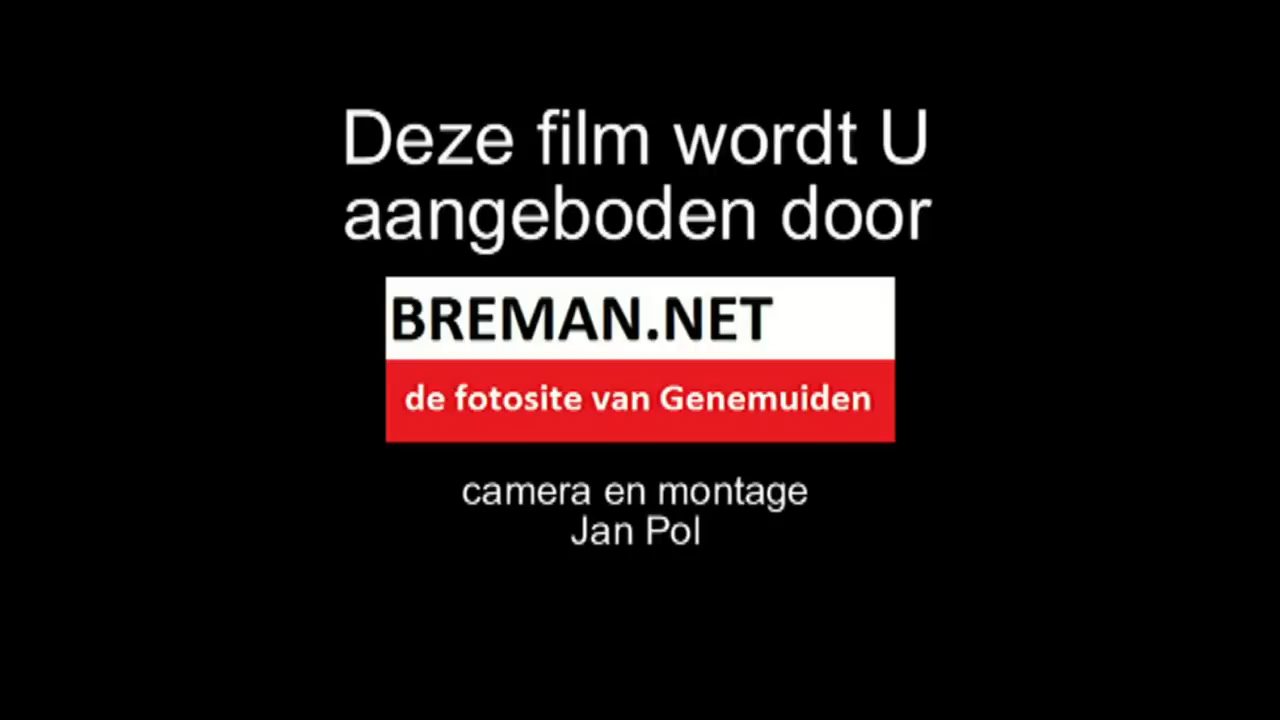 Deze film wordt U
aangeboden door
BREMAN.NET
de fotosite van Genemuiden
camera en montage
Jan Pol